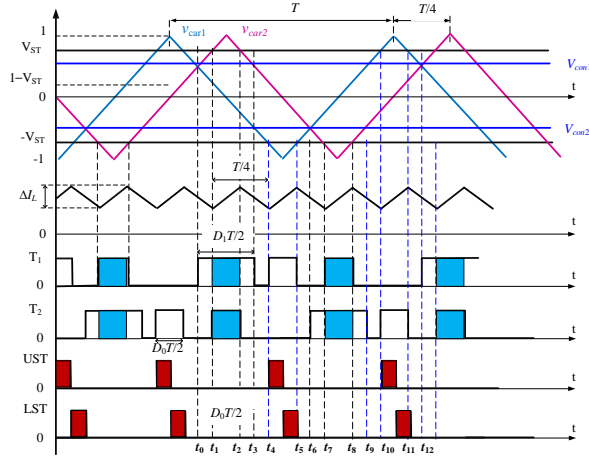 T
T/4
1
v_car1
v_car2
V_ST
V_con1
1–V_ST
t
0
V_con2
-V_ST
-1
T/4
ΔI_L
t
0
D_1T/2
T_1
t
0
T_2
t
0
D_0T/2
UST
t
0
LST
D_0T/2
t
0
t_0 t_1 t_2 t_3 t_4 t_5 t_6 t_7 t_8 t_9 t_10 t_11 t_12